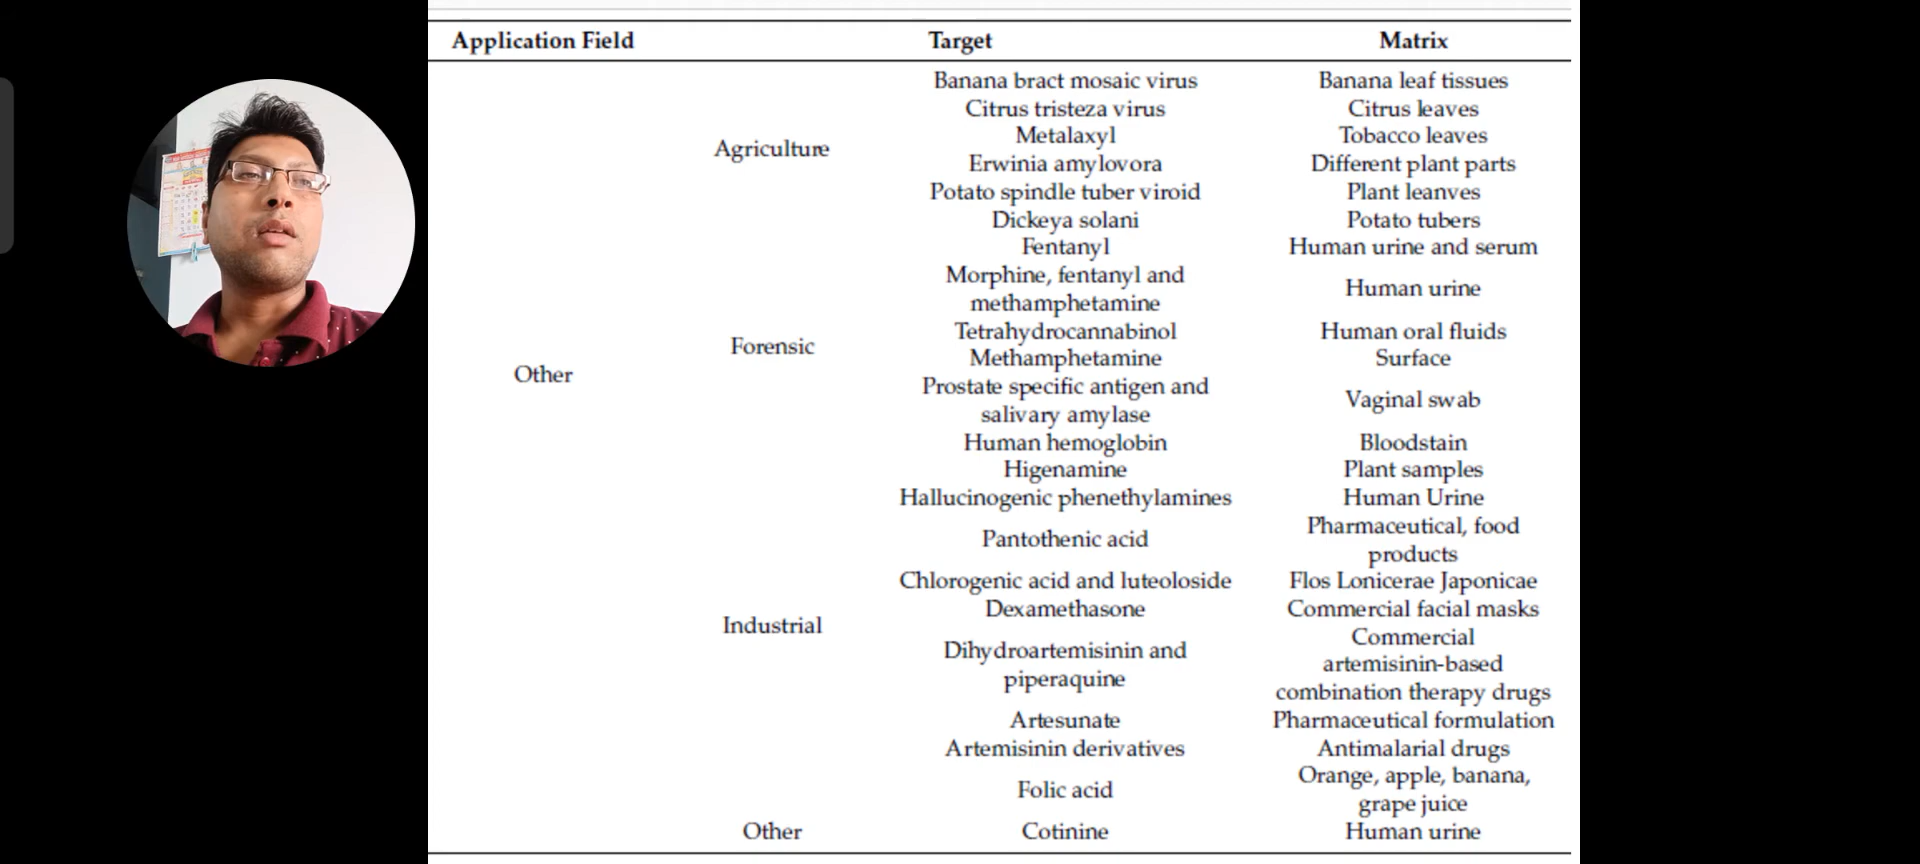 Application Field Target Matrix
Banana bract mosaic virus Banana leaf tissues
Citrus tristeza virus Citrus leaves
Metalaxyl Tobacco leaves
Agriculture
Erwinia amylovora Different plant parts
Potato spindle tuber viroid Plant leanves
Dickeya solani Potato tubers
Fentanyl Human urine and serum
Morphine, fentanyl and
Human urine
methamphetamine
Tetrahydrocannabinol Human oral fluids
Forensic
Methamphetamine Surface
Other
Prostate specific antigen and
Vaginal swab
salivary amylase
Human hemoglobin Bloodstain
Higenamine Plant samples
Hallucinogenic phenethylamines Human Urine
Pharmaceutical, food
Pantothenic acid
products
Chlorogenic acid and luteoloside Flos Lonicerae Japonicae
Dexamethasone Commercial facial masks
Industrial
Commercial
Dihydroartemisinin and
artemisinin-based
piperaquine
combination therapy drugs
Artesunate Pharmaceutical formulation
Artemisinin derivatives Antimalarial drugs
Orange, apple, banana,
Folic acid
grape juice
Other Cotinine Human urine